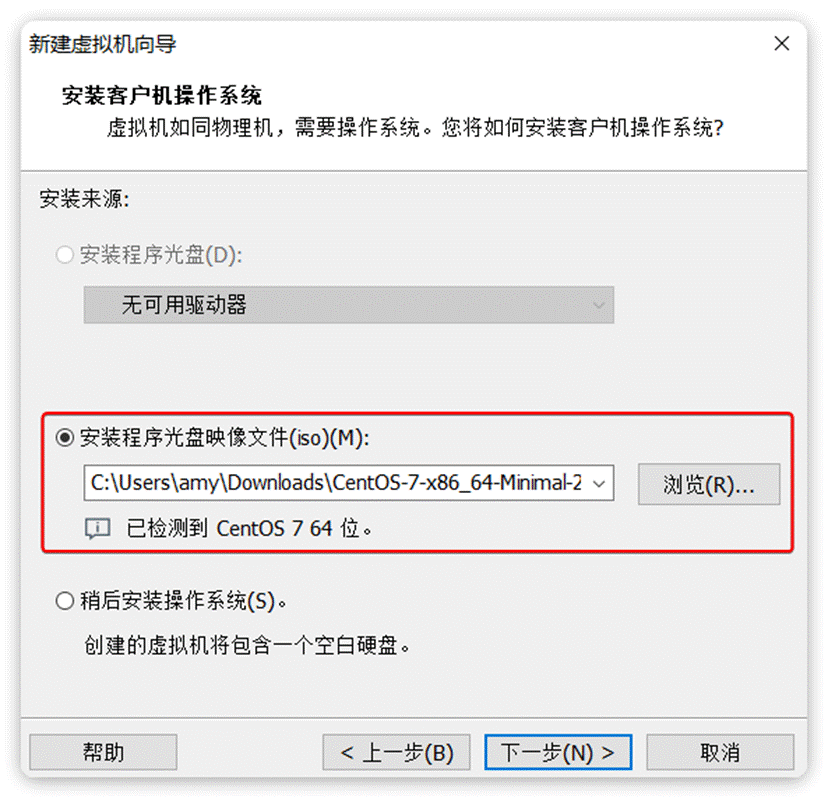 新建虚拟机向导
安装客户机操作系统
虚拟机如同物理机，需要操作系统。您将如何安装客户机操作系统?
安装来源:
安装程序光盘(D):
无可用驱动器
安装程序光盘映像文件(iso)(M):
C:\Users\amy\Downloads\CentOS-7-x86_64-Minimal-2
浏览(R)...
已检测到 CentOS 7 64 位。
稍后安装操作系统(S)。
创建的虚拟机将包含一个空白硬盘。
帮助
< 上一步(B)
下一步(N) >
取消